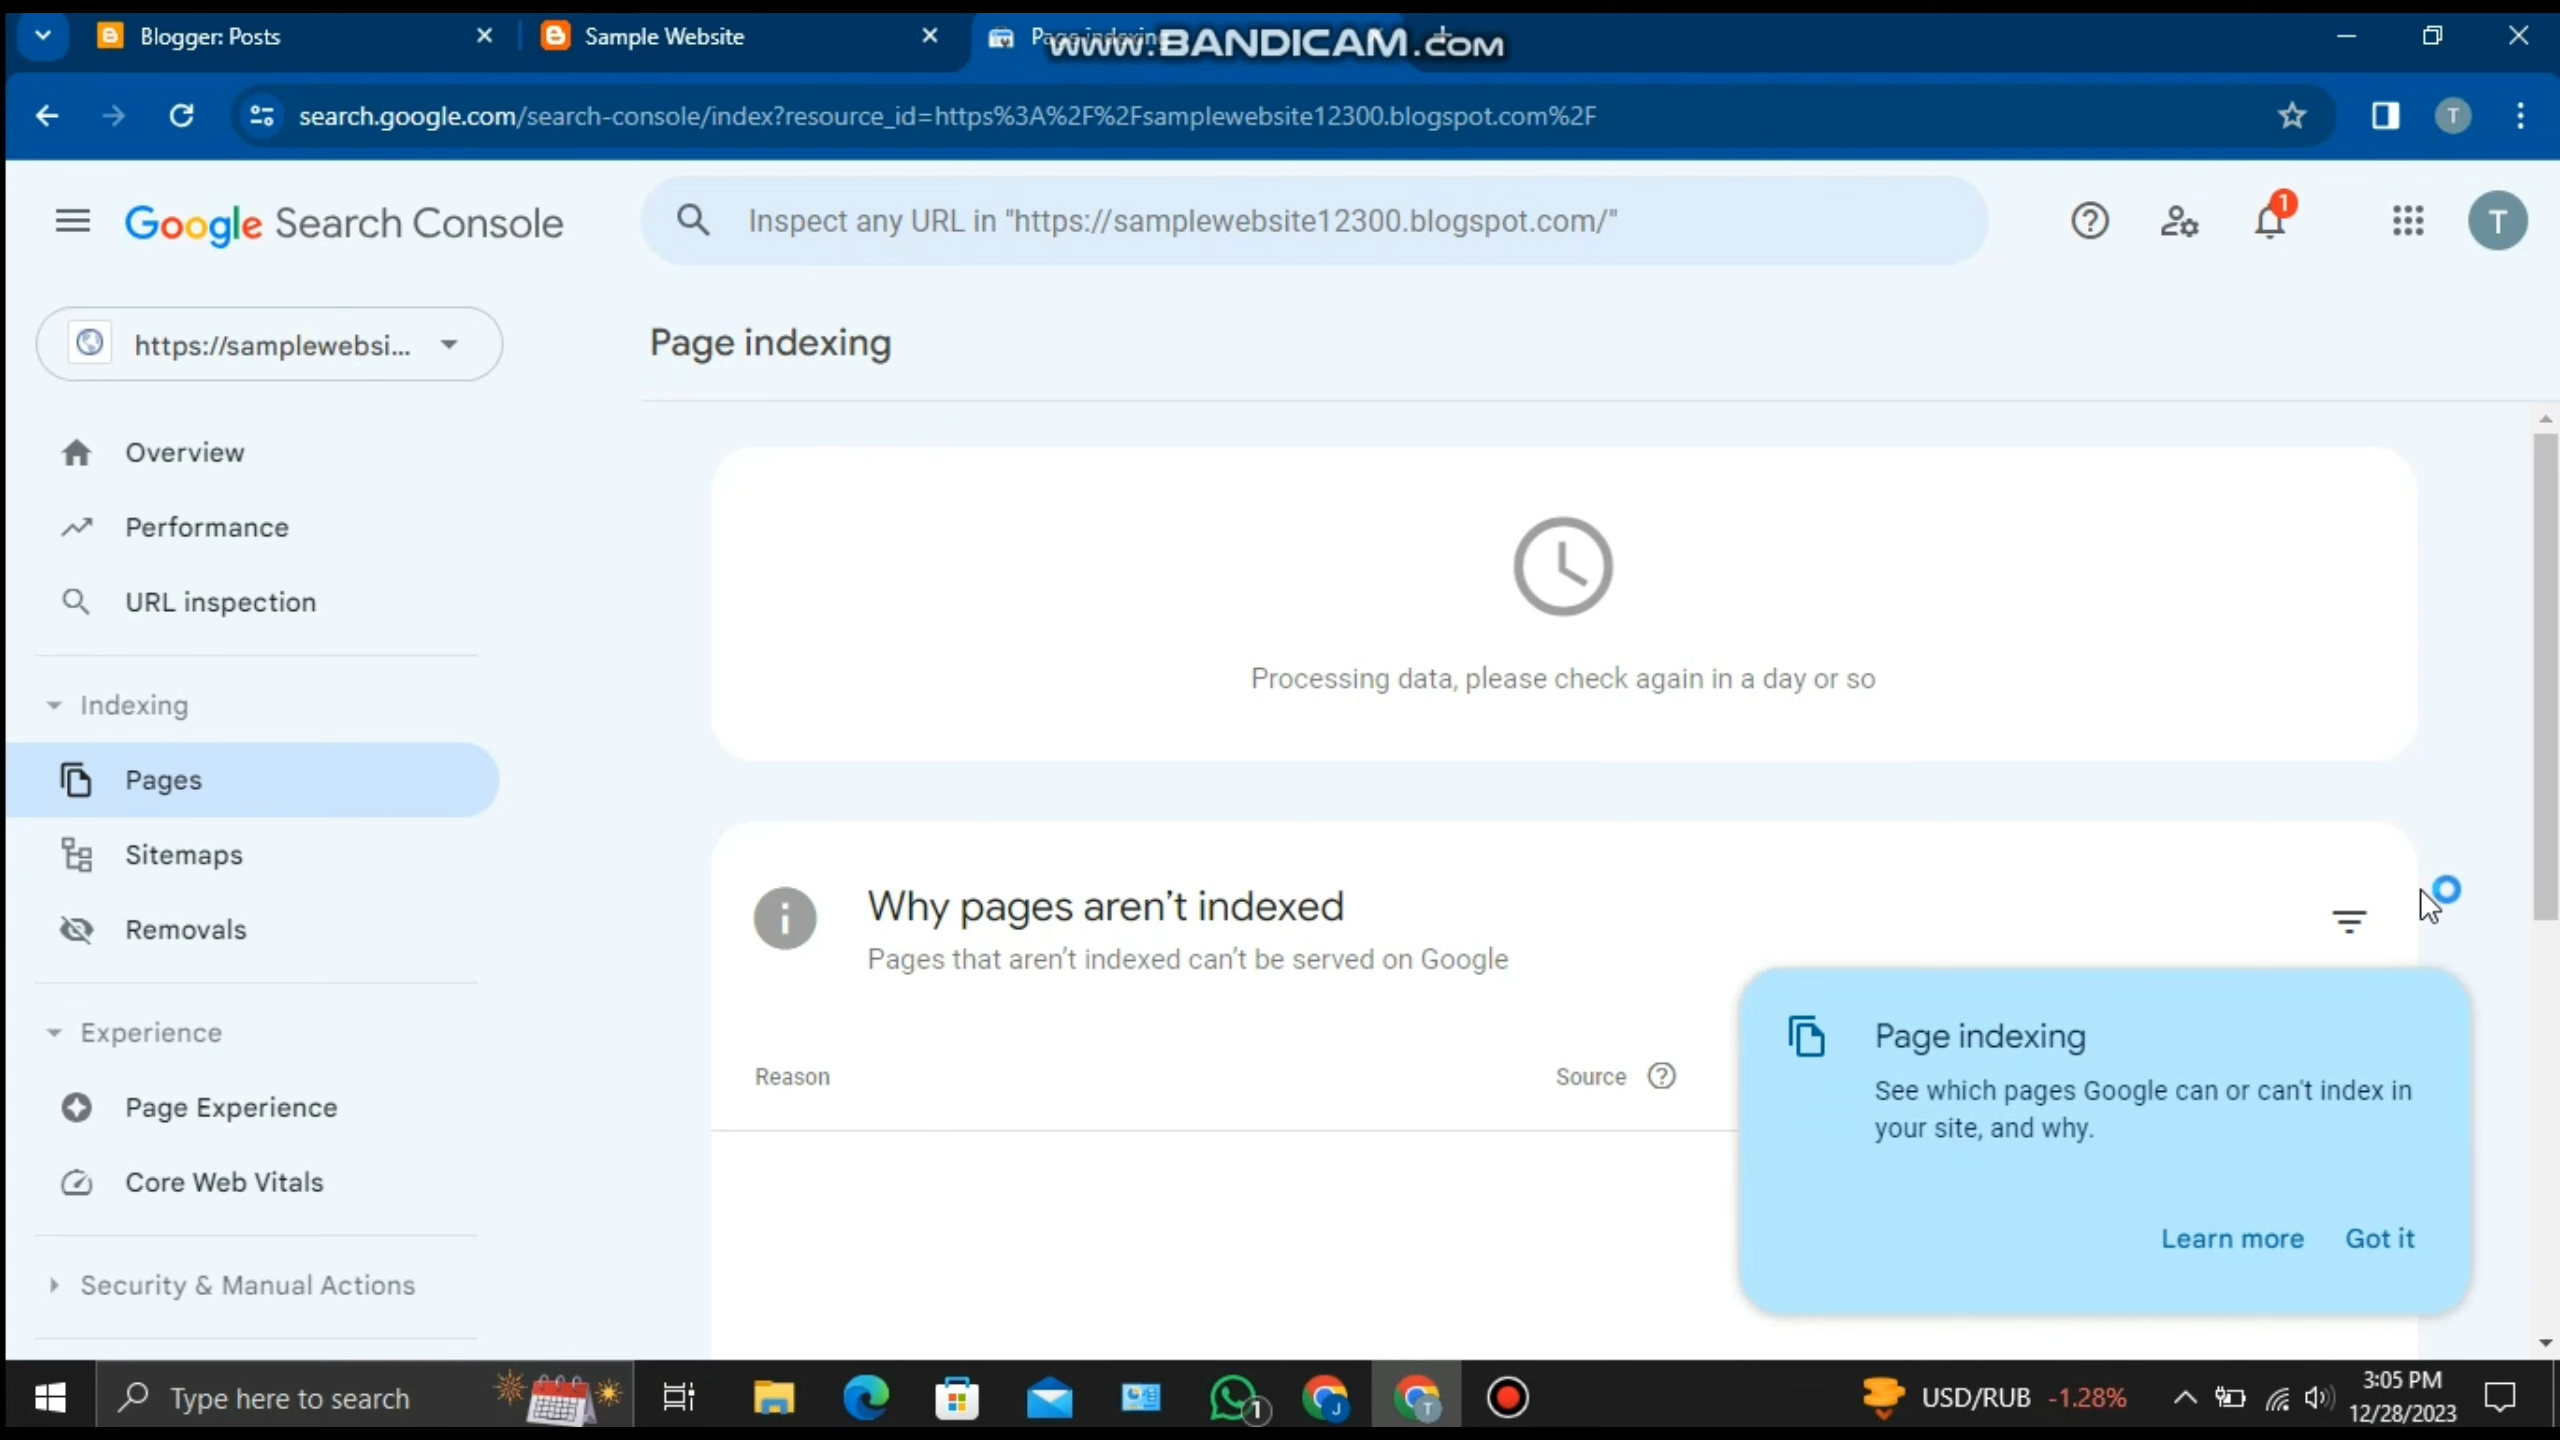 Blogger: Posts
Sample Website
www.BANDICAM.COM
search.google.com/search-console/index?resource_id=https%3A%2F%2Fsamplewebsite12300.blogspot.com%2F
T
Google Search Console
Inspect any URL in "https://samplewebsite12300.blogspot.com/"
1
T
https://samplewebsi...
Page indexing
Overview
Performance
URL inspection
Processing data, please check again in a day or so
Indexing
Pages
Sitemaps
Removals
Why pages aren't indexed
Pages that aren't indexed can't be served on Google
Reason
Source
Page indexing
See which pages Google can or can't index in
your site, and why.
Learn more
Got it
Experience
Page Experience
Core Web Vitals
Security & Manual Actions
Type here to search
1
J
T
USD/RUB -1.28%
3:05 PM
12/28/2023